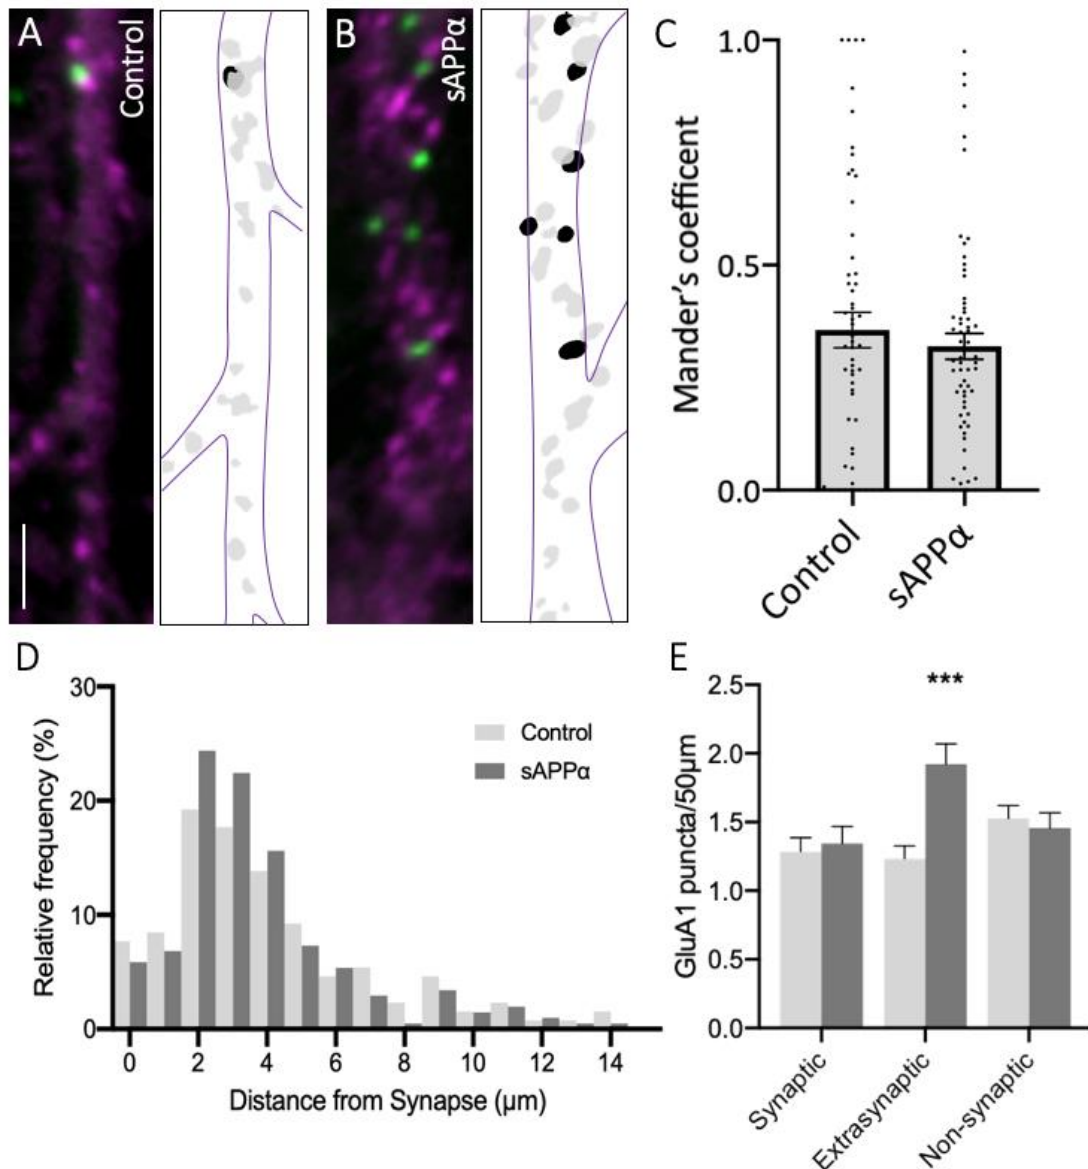 A
Control
B
sAPPα
C
Mander's coefficent
1.0
0.5
0.0
Control
sAPPα
D
Relative frequency (%)
30
20
10
0
Control
sAPPα
0 2 4 6 8 10 12 14
Distance from Synapse (µm)
E
GluA1 puncta/50µm
***
2.5
2.0
1.5
1.0
0.5
0.0
Synaptic
Extrasynaptic
Non-synaptic